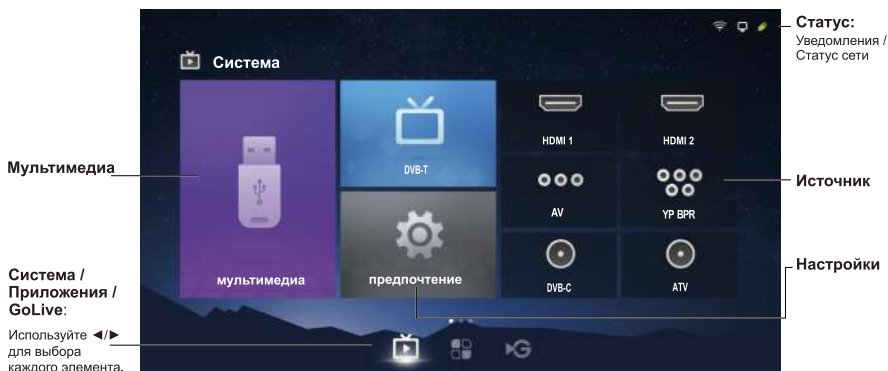 Статус:
Уведомления /
Статус сети
Система
HDMI 1
HDMI 2
Мультимедиа
DVB-T
AV
YP BPR
Источник
мультимедиа
предпочтение
DVB-C
ATV
Настройки
Система /
Приложения /
GoLive:
Используйте ◄/►
для выбора
каждого элемента.
G